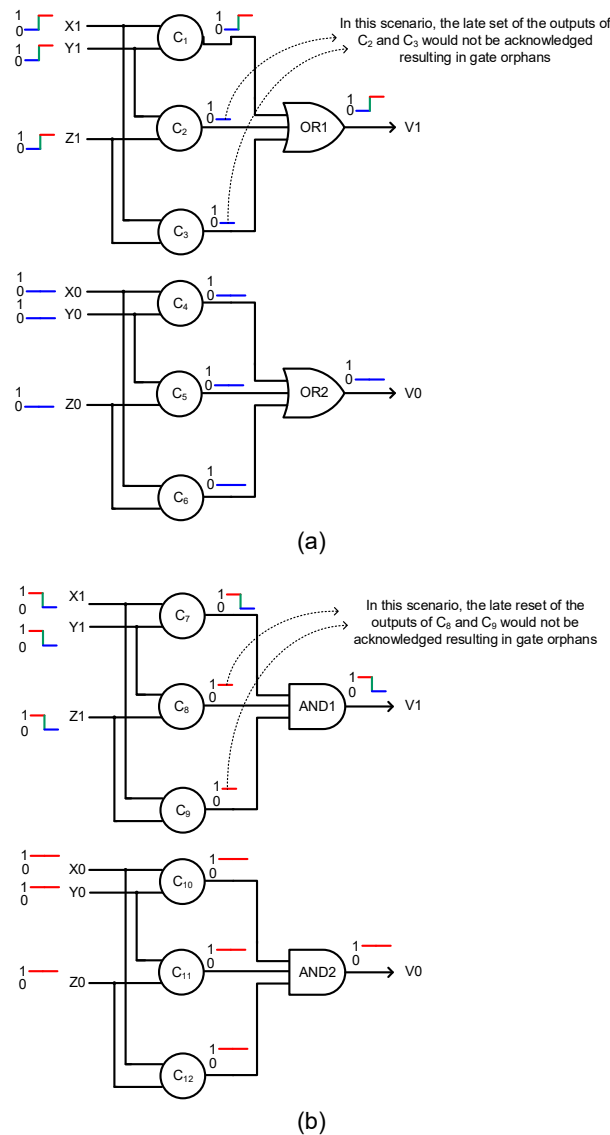 In this scenario, the late set of the outputs of
C2 and C3 would not be acknowledged
resulting in gate orphans
1
0
X1
1
0
Y1
C1
1
0
1
0
Z1
C2
1
0
OR1
1
0
V1
C3
1
0
1
0
X0
1
0
Y0
C4
1
0
1
0
Z0
C5
1
0
OR2
1
0
V0
C6
1
0
(a)
In this scenario, the late reset of the
outputs of C8 and C9 would not be
acknowledged resulting in gate orphans
1
0
X1
1
0
Y1
C7
1
0
1
0
Z1
C8
1
0
AND1
1
0
V1
C9
1
0
1
0
X0
1
0
Y0
C10
1
0
1
0
Z0
C11
1
0
AND2
1
0
V0
C12
1
0
(b)